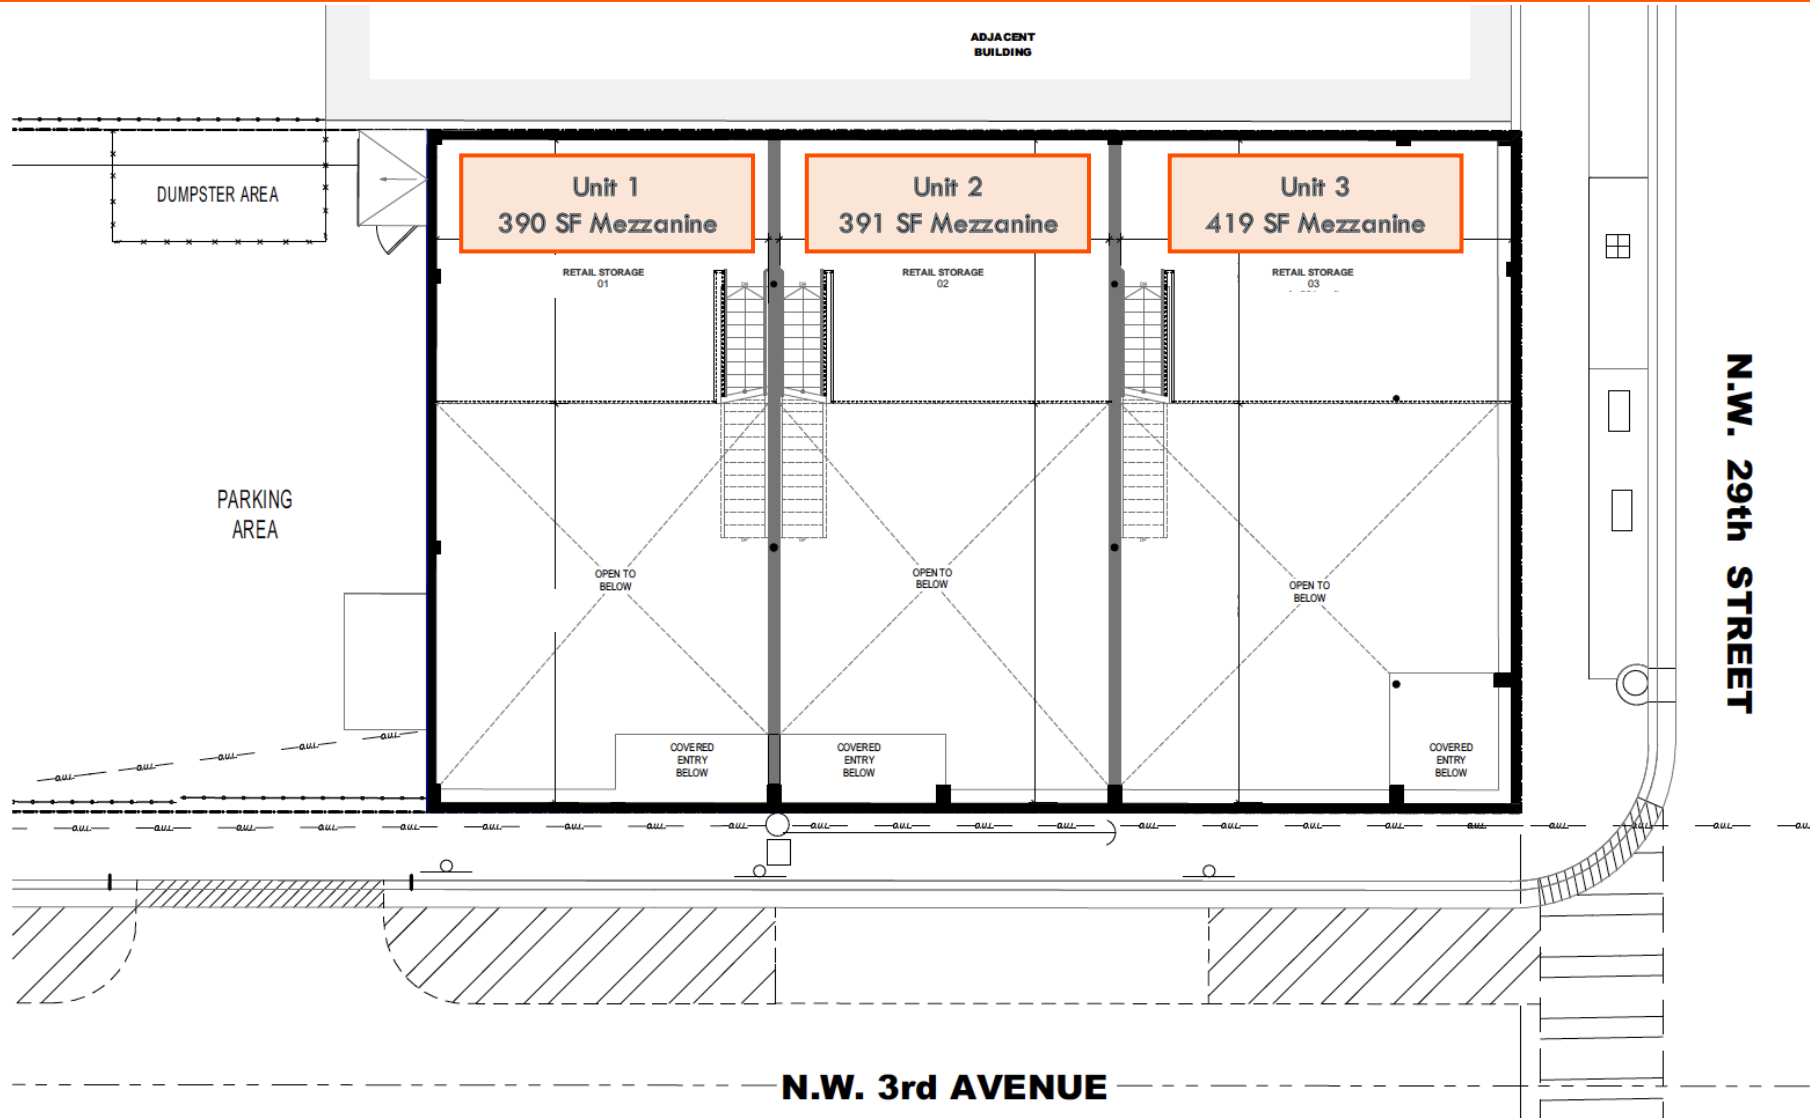 ADJACENT
BUILDING
Unit 1
390 SF Mezzanine
Unit 2
391 SF Mezzanine
Unit 3
419 SF Mezzanine
DUMPSTER AREA
RETAIL STORAGE
01
RETAIL STORAGE
02
RETAIL STORAGE
03
PARKING
AREA
OPEN TO
BELOW
OPEN TO
BELOW
OPEN TO
BELOW
N.W. 29th STREET
COVERED
ENTRY
BELOW
COVERED
ENTRY
BELOW
COVERED
ENTRY
BELOW
N.W. 3rd AVENUE